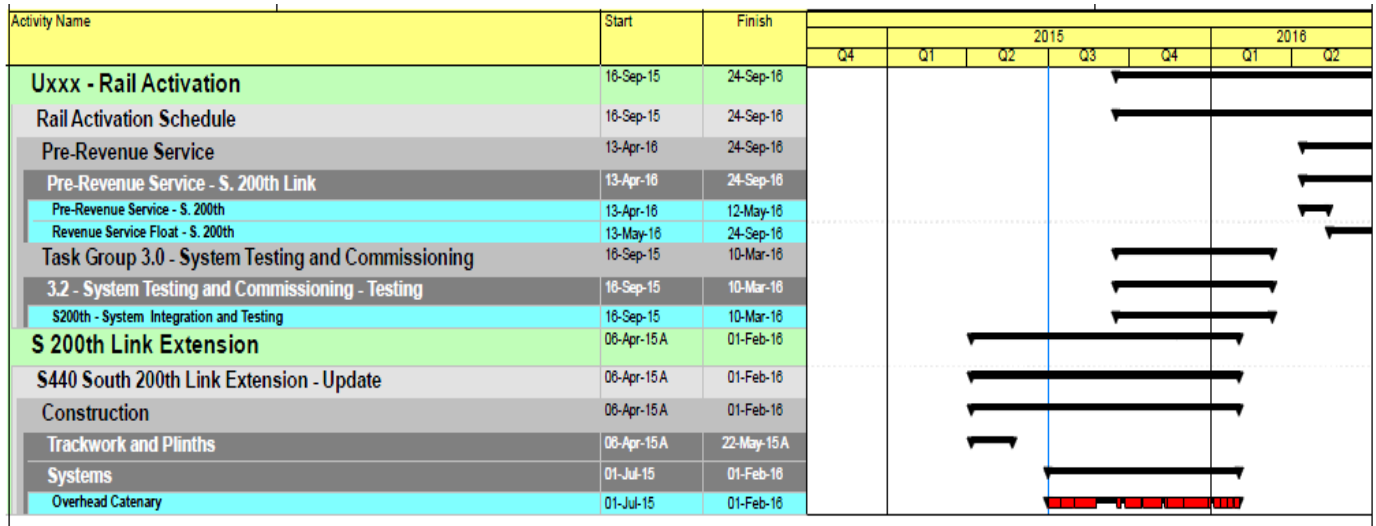 Activity Name Start Finish
2015 2016
Q4 Q1 Q2 Q3 Q4 Q1 Q2
Uxxx - Rail Activation 16-Sep-15 24-Sep-16
Rail Activation Schedule 16-Sep-15 24-Sep-16
Pre-Revenue Service 13-Apr-16 24-Sep-16
Pre-Revenue Service - S. 200th Link 13-Apr-16 24-Sep-16
Pre-Revenue Service - S. 200th 13-Apr-16 12-May-16
Revenue Service Float - S. 200th 13-May-16 24-Sep-16
Task Group 3.0 - System Testing and Commissioning 16-Sep-15 10-Mar-16
3.2 - System Testing and Commissioning - Testing 16-Sep-15 10-Mar-16
S200th - System Integration and Testing 16-Sep-15 10-Mar-16
S 200th Link Extension 06-Apr-15 A 01-Feb-16
S440 South 200th Link Extension - Update 06-Apr-15 A 01-Feb-16
Construction 06-Apr-15 A 01-Feb-16
Trackwork and Plinths 06-Apr-15 A 22-May-15 A
Systems 01-Jul-15 01-Feb-16
Overhead Catenary 01-Jul-15 01-Feb-16